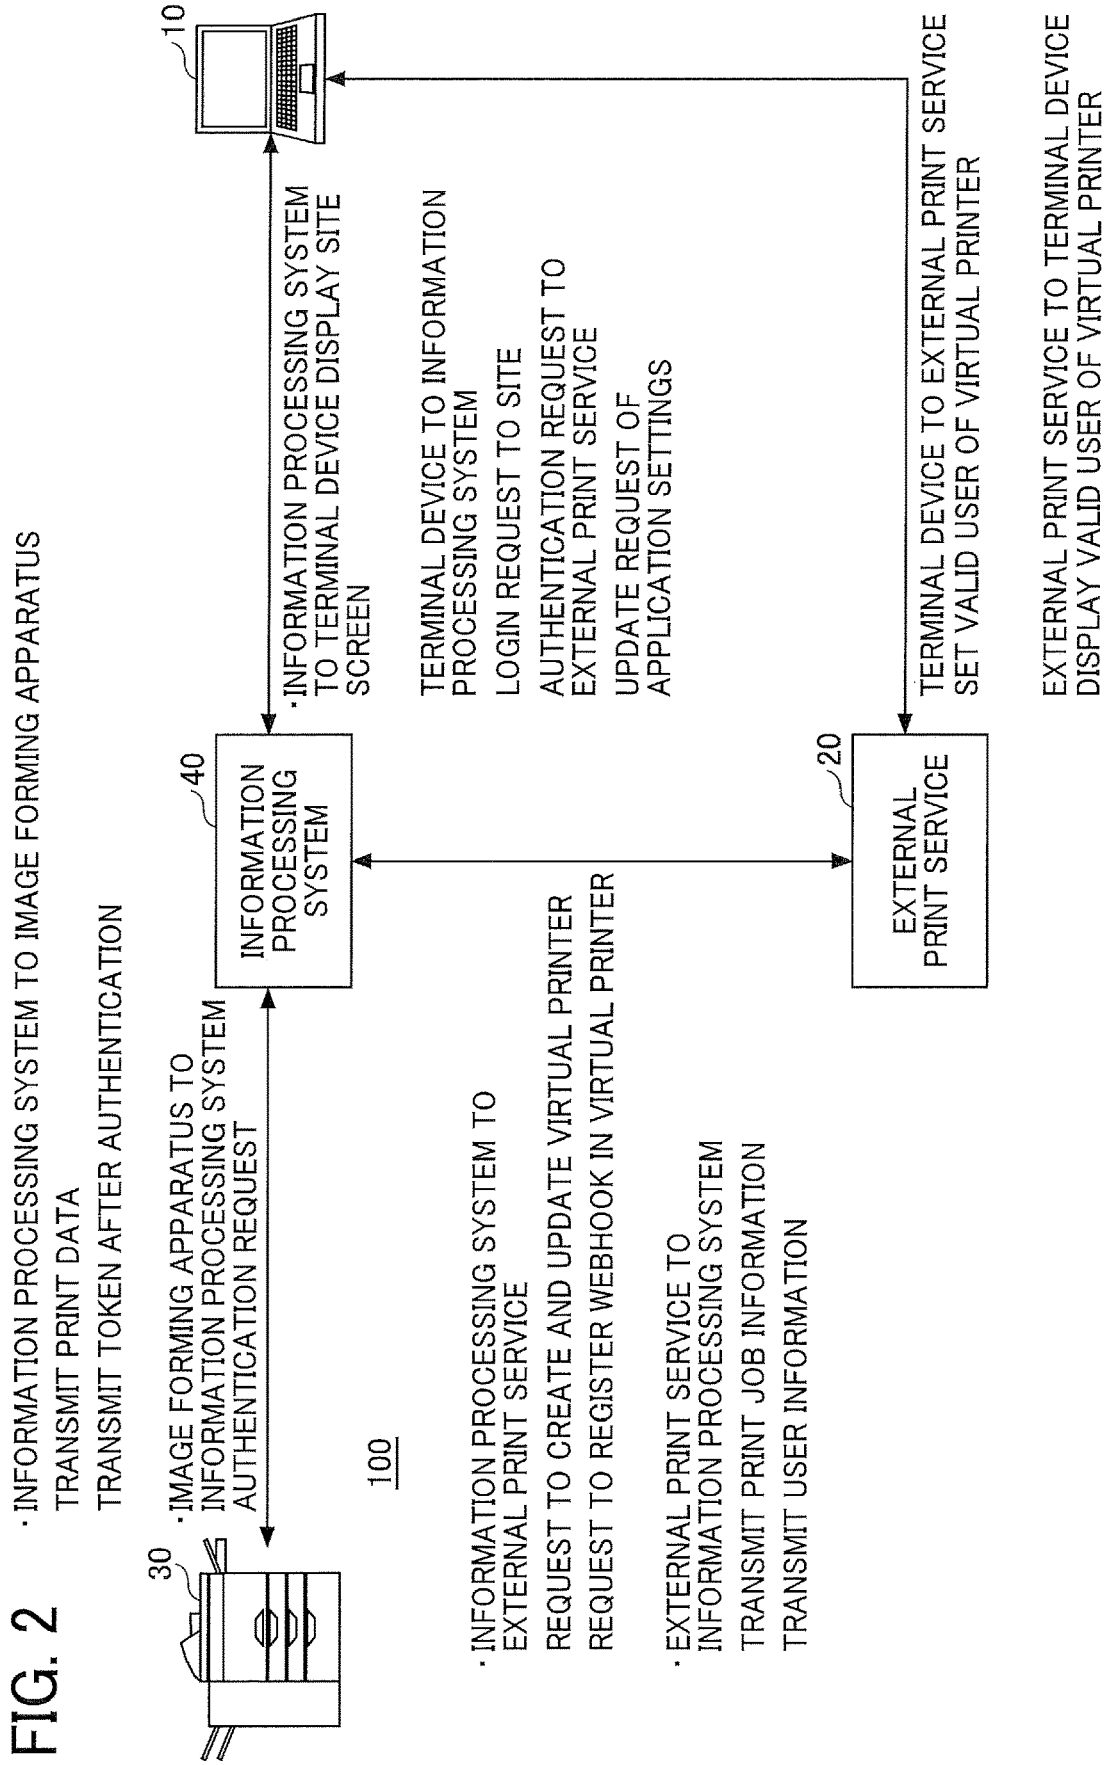 FIG. 2
· INFORMATION PROCESSING SYSTEM TO IMAGE FORMING APPARATUS
TRANSMIT PRINT DATA
TRANSMIT TOKEN AFTER AUTHENTICATION
· IMAGE FORMING APPARATUS TO
INFORMATION PROCESSING SYSTEM
AUTHENTICATION REQUEST
30
100
40
INFORMATION
PROCESSING
SYSTEM
10
· INFORMATION PROCESSING SYSTEM
TO TERMINAL DEVICE DISPLAY SITE
SCREEN
TERMINAL DEVICE TO INFORMATION
PROCESSING SYSTEM
LOGIN REQUEST TO SITE
AUTHENTICATION REQUEST TO
EXTERNAL PRINT SERVICE
UPDATE REQUEST OF
APPLICATION SETTINGS
· INFORMATION PROCESSING SYSTEM TO
EXTERNAL PRINT SERVICE
REQUEST TO CREATE AND UPDATE VIRTUAL PRINTER
REQUEST TO REGISTER WEBHOOK IN VIRTUAL PRINTER
· EXTERNAL PRINT SERVICE TO
INFORMATION PROCESSING SYSTEM
TRANSMIT PRINT JOB INFORMATION
TRANSMIT USER INFORMATION
20
EXTERNAL
PRINT SERVICE
TERMINAL DEVICE TO EXTERNAL PRINT SERVICE
SET VALID USER OF VIRTUAL PRINTER
EXTERNAL PRINT SERVICE TO TERMINAL DEVICE
DISPLAY VALID USER OF VIRTUAL PRINTER